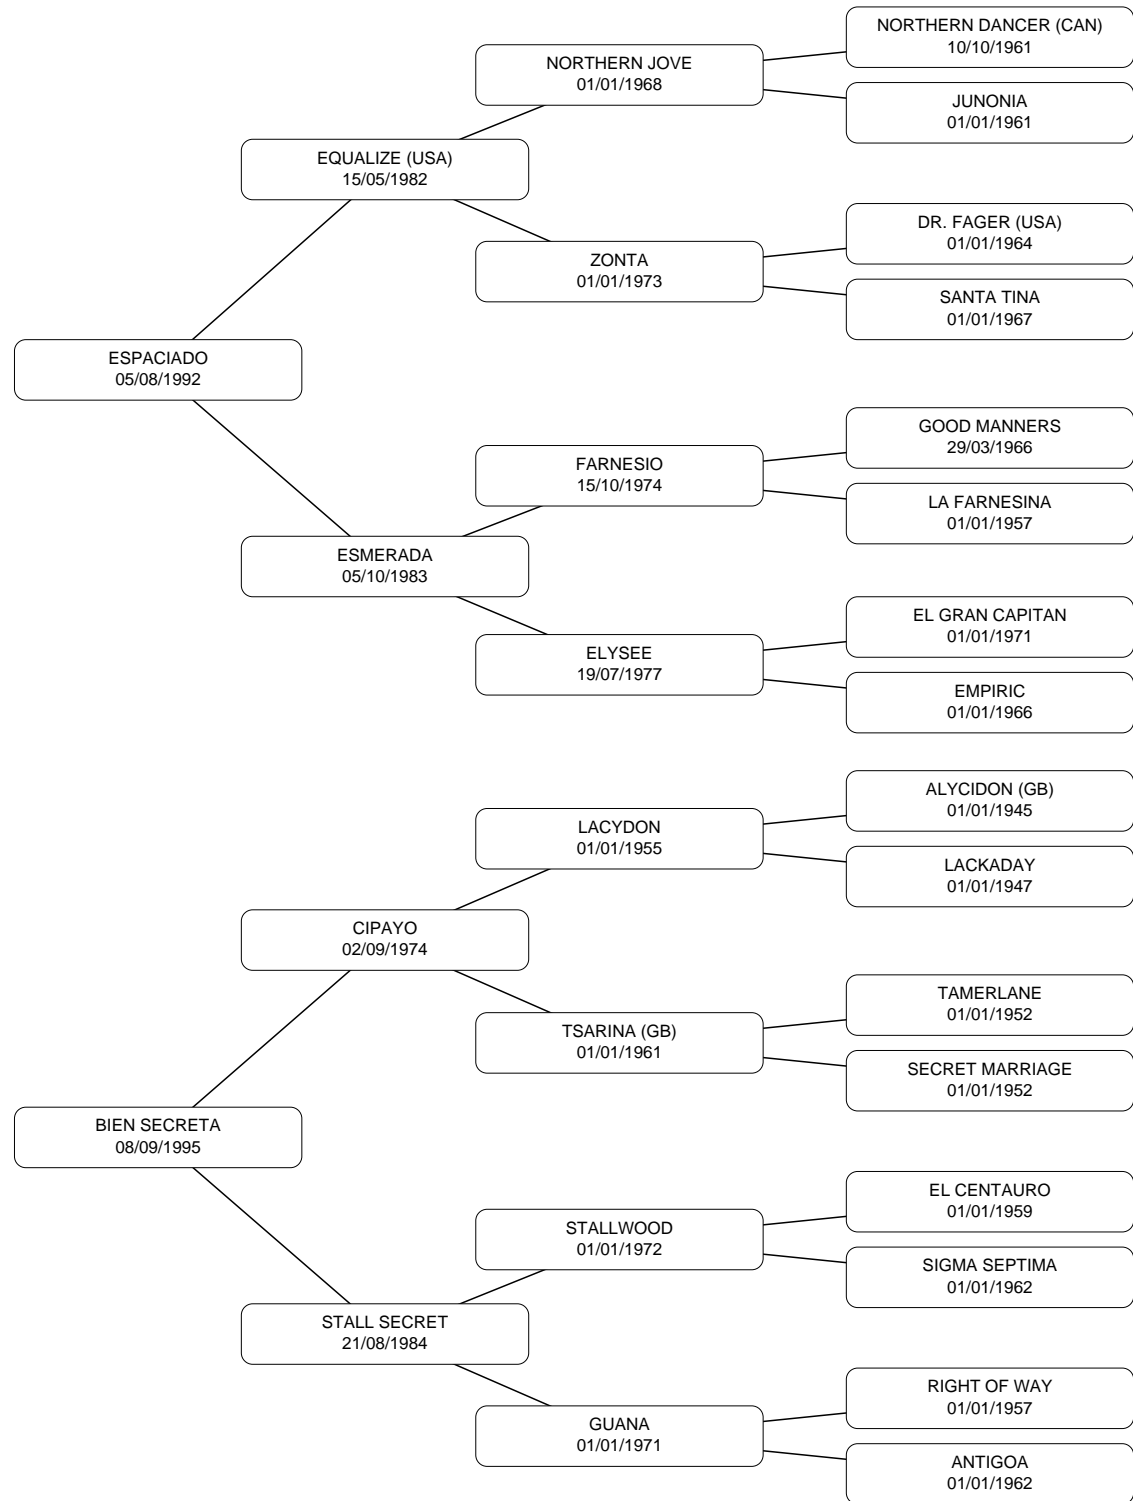 NORTHERN DANCER (CAN)
10/10/1961
NORTHERN JOVE
01/01/1968
JUNONIA
01/01/1961
EQUALIZE (USA)
15/05/1982
DR. FAGER (USA)
01/01/1964
ZONTA
01/01/1973
SANTA TINA
01/01/1967
ESPACIADO
05/08/1992
GOOD MANNERS
29/03/1966
FARNESIO
15/10/1974
LA FARNESINA
01/01/1957
ESMERADA
05/10/1983
EL GRAN CAPITAN
01/01/1971
ELYSEE
19/07/1977
EMPIRIC
01/01/1966
ALYCIDON (GB)
01/01/1945
LACYDON
01/01/1955
LACKADAY
01/01/1947
CIPAYO
02/09/1974
TAMERLANE
01/01/1952
TSARINA (GB)
01/01/1961
SECRET MARRIAGE
01/01/1952
BIEN SECRETA
08/09/1995
EL CENTAURO
01/01/1959
STALLWOOD
01/01/1972
SIGMA SEPTIMA
01/01/1962
STALL SECRET
21/08/1984
RIGHT OF WAY
01/01/1957
GUANA
01/01/1971
ANTIGOA
01/01/1962